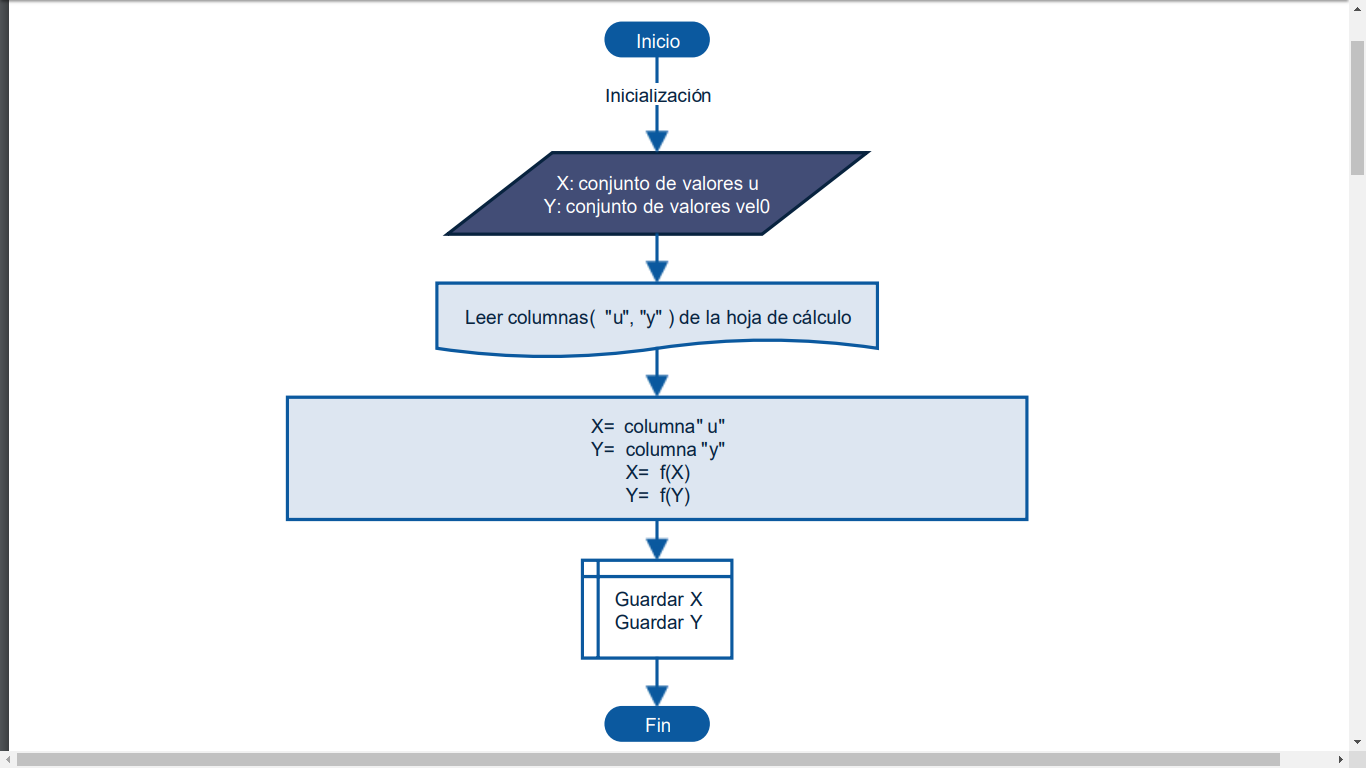 Inicio
Inicialización
X: conjunto de valores u
Y: conjunto de valores vel0
Leer columnas( "u", "y" ) de la hoja de cálculo
X= columna" u"
Y= columna "y"
X= f(X)
Y= f(Y)
Guardar X
Guardar Y
Fin